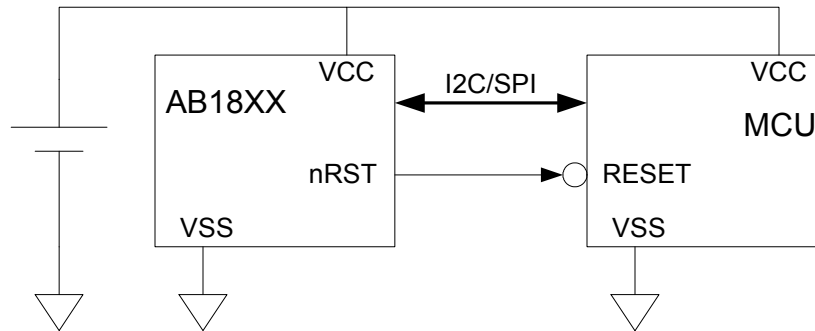 VCC
AB18XX
nRST
VSS
I2C/SPI
VCC
MCU
RESET
VSS